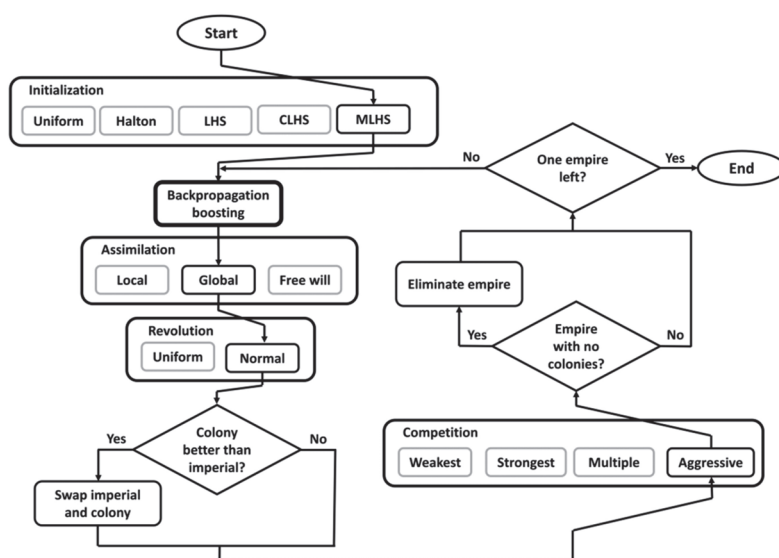 Start
Initialization
Uniform Halton LHS CLHS MLHS
No
One empire
left?
Yes
End
Backpropagation
boosting
Assimilation
Local Global Free will
Eliminate empire
Revolution
Uniform Normal
Yes
Empire
with no
colonies?
No
Yes
Colony
better than
imperial?
No
Competition
Weakest Strongest Multiple Aggressive
Swap imperial
and colony